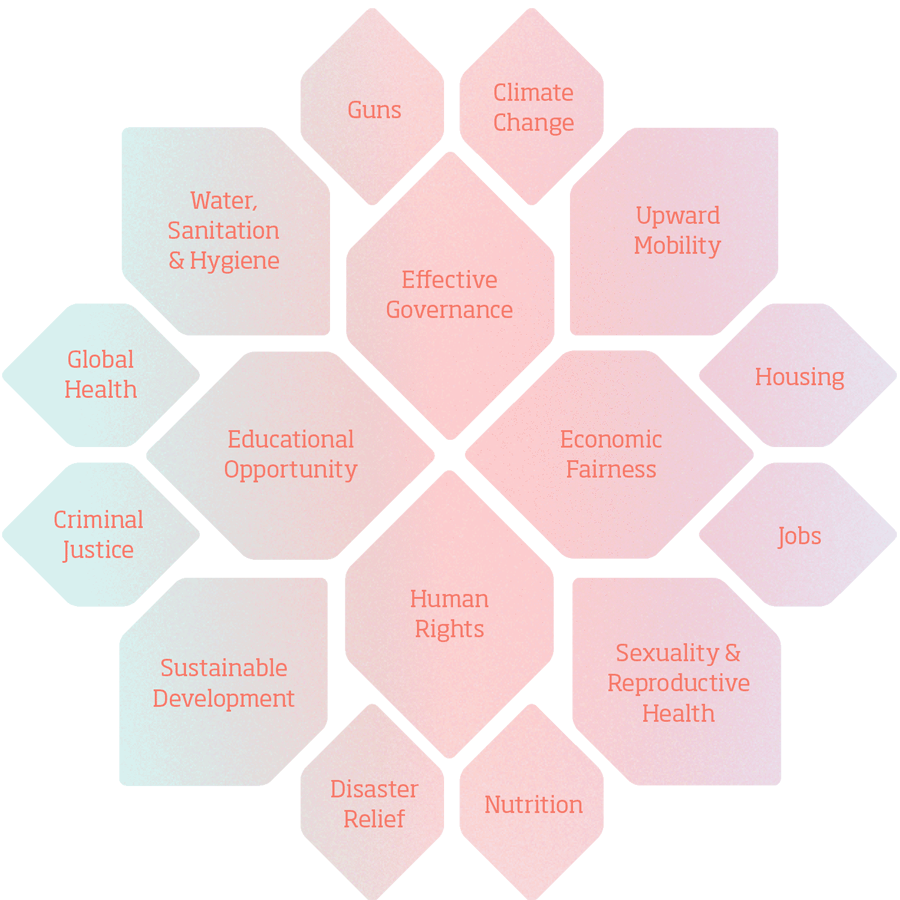 Guns
Climate
Change
Water,
Sanitation
& Hygiene
Upward
Mobility
Effective
Governance
Global
Health
Housing
Educational
Opportunity
Economic
Fairness
Criminal
Justice
Jobs
Human
Rights
Sustainable
Development
Sexuality &
Reproductive
Health
Disaster
Relief
Nutrition